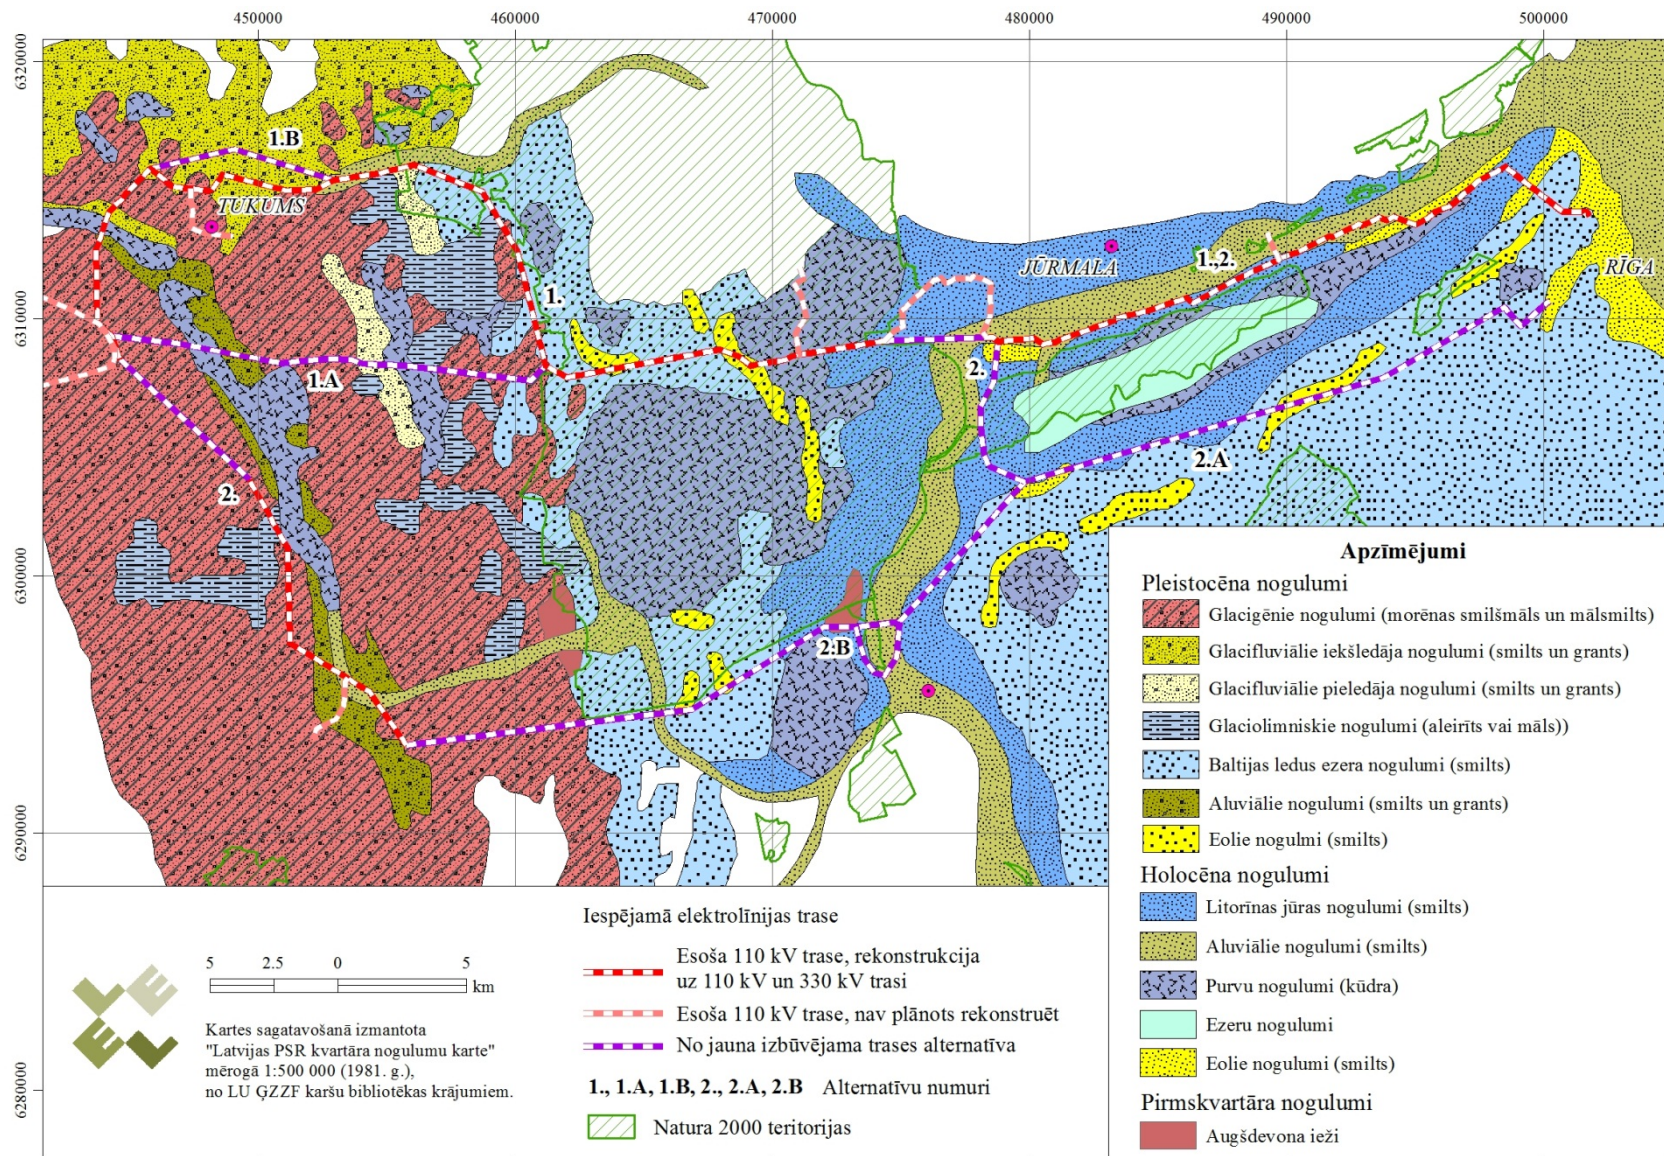 450000
460000
470000
480000
490000
500000
6320000
6310000
6300000
6290000
6280000
1.B
TUKUMS
1.
JŪRMALA
1.,2.
RĪGA
1.A
2.
2.
2.A
2.B
Apzīmējumi
Pleistocēna nogulumi
Glacigēnie nogulumi (morēnas smilšmāls un mālsmilts)
Glacifluviālie iekšledāja nogulumi (smilts un grants)
Glacifluviālie pieledāja nogulumi (smilts un grants)
Glaciolimniskie nogulumi (aleirīts vai māls))
Baltijas ledus ezera nogulumi (smilts)
Aluviālie nogulumi (smilts un grants)
Eolie nogulmi (smilts)
Holocēna nogulumi
Litorīnas jūras nogulumi (smilts)
Aluviālie nogulumi (smilts)
Purvu nogulumi (kūdra)
Ezeru nogulumi
Eolie nogulumi (smilts)
Pirmskvartāra nogulumi
Augšdevona ieži
Iespējamā elektrolīnijas trase
Esoša 110 kV trase, rekonstrukcija
uz 110 kV un 330 kV trasi
Esoša 110 kV trase, nav plānots rekonstruēt
No jauna izbūvējama trases alternatīva
1., 1.A, 1.B, 2., 2.A, 2.B Alternatīvu numuri
Natura 2000 teritorijas
5 2.5 0 5
km
LE
EL
Kartes sagatavošanā izmantota
"Latvijas PSR kvartāra nogulumu karte"
mērogā 1:500 000 (1981. g.),
no LU ĢZZF karšu bibliotēkas krājumiem.